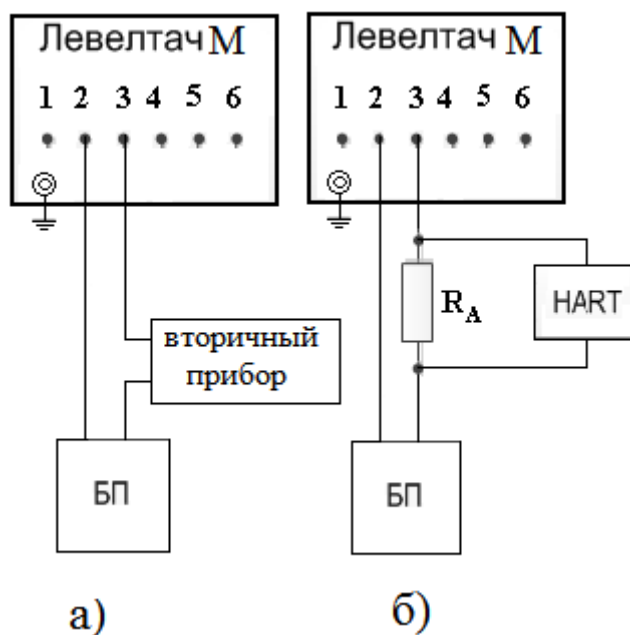 Левелтач М
1 2 3 4 5 6
вторичный
прибор
БП
а)
Левелтач М
1 2 3 4 5 6
R_A
HART
БП
б)